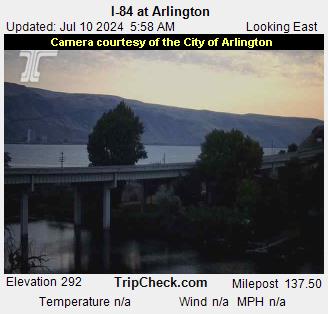 I-84 at Arlington
Updated: Jul 10 2024 5:58 AM Looking East
Camera courtesy of the City of Arlington
Elevation 292 TripCheck.com Milepost 137.50
Temperature n/a Wind n/a MPH n/a